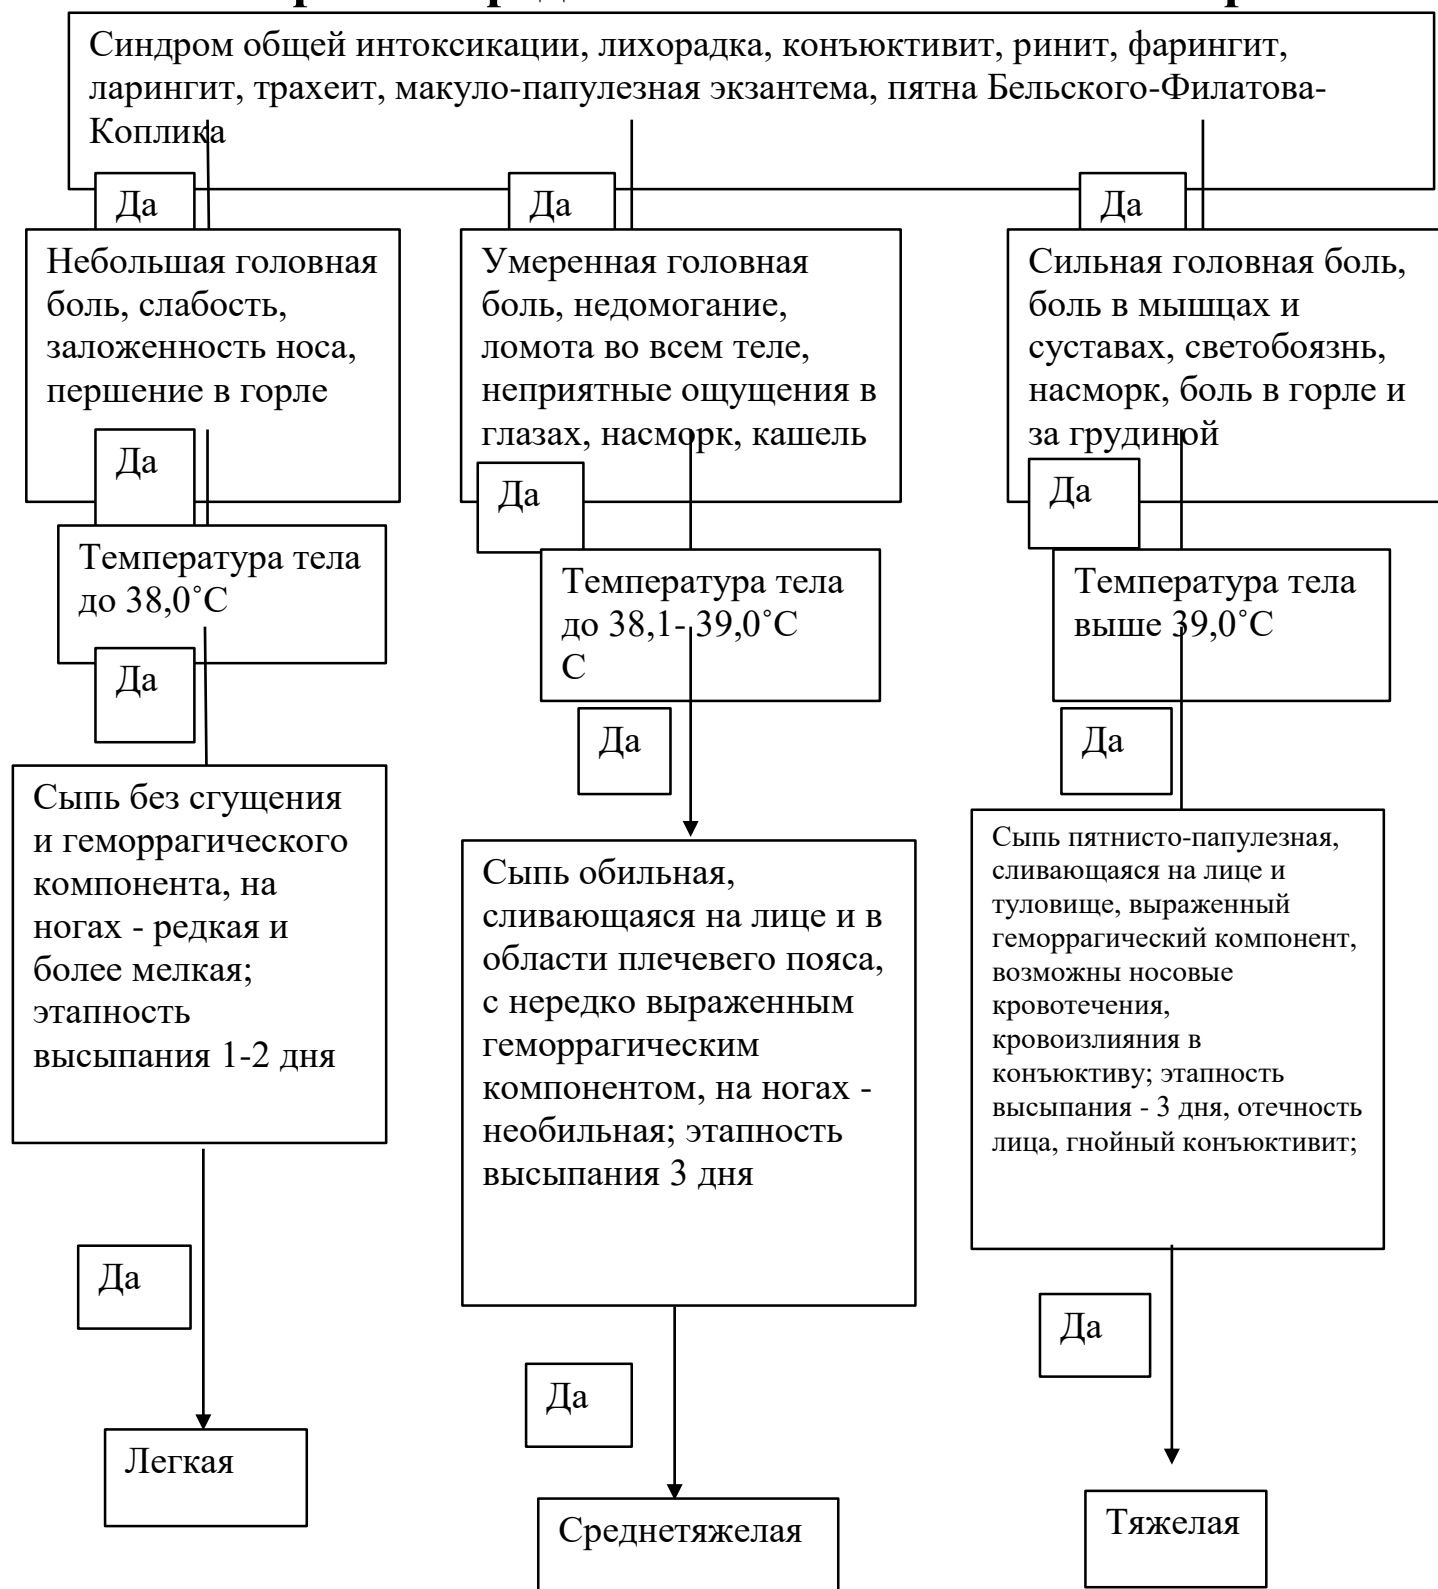 Синдром общей интоксикации, лихорадка, конъюктивит, ринит, фарингит,
ларингит, трахеит, макуло-папулезная экзантема, пятна Бельского-Филатова-
Коплика
Да
Да
Да
Небольшая головная
боль, слабость,
заложенность носа,
першение в горле
Умеренная головная
боль, недомогание,
ломота во всем теле,
неприятные ощущения в
глазах, насморк, кашель
Сильная головная боль,
боль в мышцах и
суставах, светобоязнь,
насморк, боль в горле и
за грудиной
Да
Да
Да
Температура тела
до 38,0˚С
Температура тела
до 38,1- 39,0˚С
С
Температура тела
выше 39,0˚С
Да
Да
Да
Сыпь без сгущения
и геморрагического
компонента, на
ногах - редкая и
более мелкая;
этапность
высыпания 1-2 дня
Сыпь обильная,
сливающаяся на лице и в
области плечевого пояса,
с нередко выраженным
геморрагическим
компонентом, на ногах -
необильная; этапность
высыпания 3 дня
Сыпь пятнисто-папулезная,
сливающаяся на лице и
туловище, выраженный
геморрагический компонент,
возможны носовые
кровотечения,
кровоизлияния в
конъюктиву; этапность
высыпания - 3 дня, отечность
лица, гнойный конъюктивит;
Да
Да
Да
Легкая
Среднетяжелая
Тяжелая